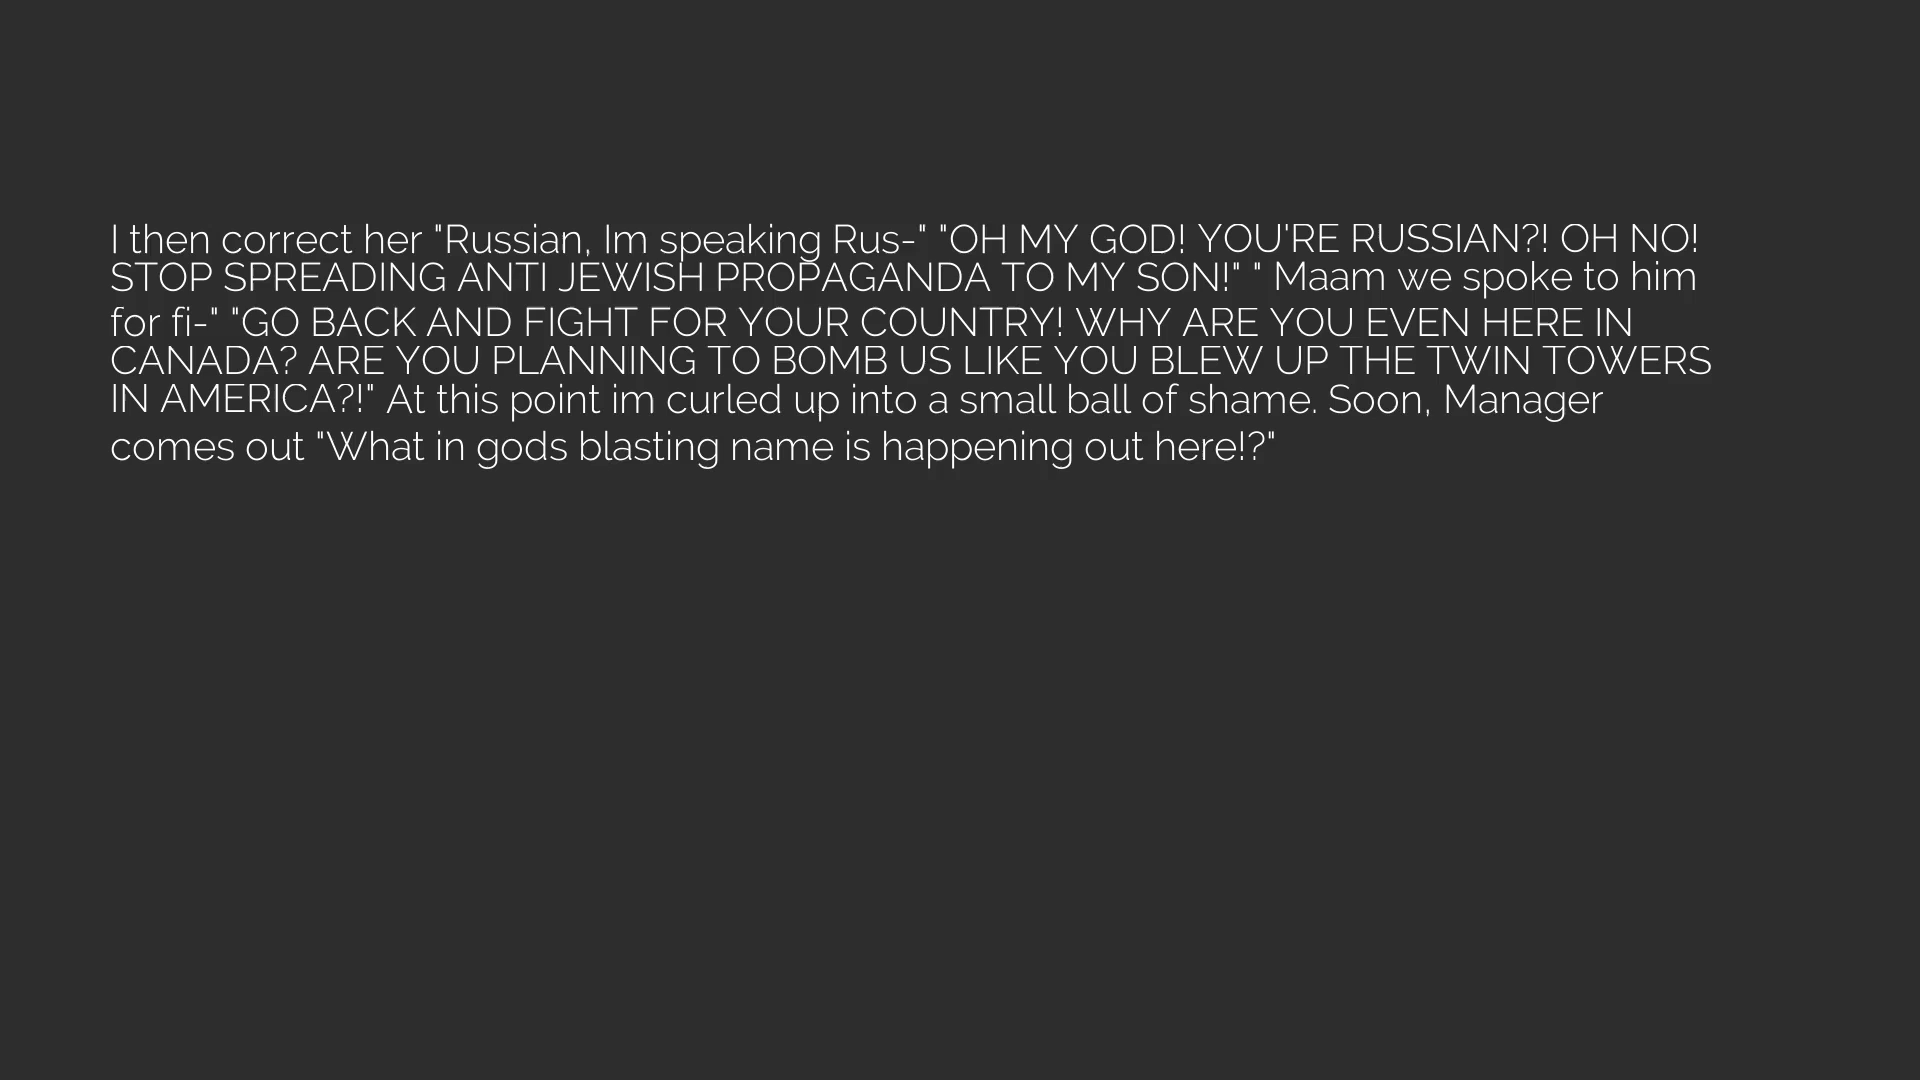 I then correct her "Russian, Im speaking Rus-" "OH MY GOD! YOU'RE RUSSIAN?! OH NO!
STOP SPREADING ANTI JEWISH PROPAGANDA TO MY SON!" " Maam we spoke to him
for fi-" "GO BACK AND FIGHT FOR YOUR COUNTRY! WHY ARE YOU EVEN HERE IN
CANADA? ARE YOU PLANNING TO BOMB US LIKE YOU BLEW UP THE TWIN TOWERS
IN AMERICA?!" At this point im curled up into a small ball of shame. Soon, Manager
comes out "What in gods blasting name is happening out here!?"